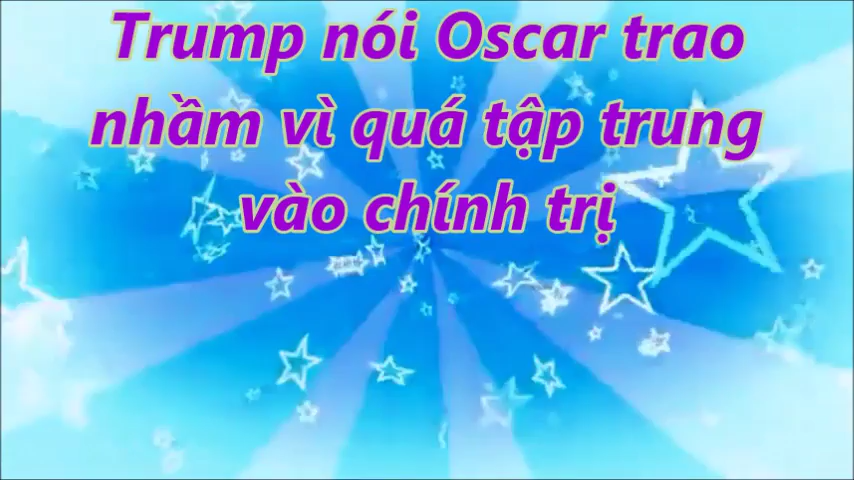 Trump nói Oscar trao
nhầm vì quá tập trung
vào chính trị